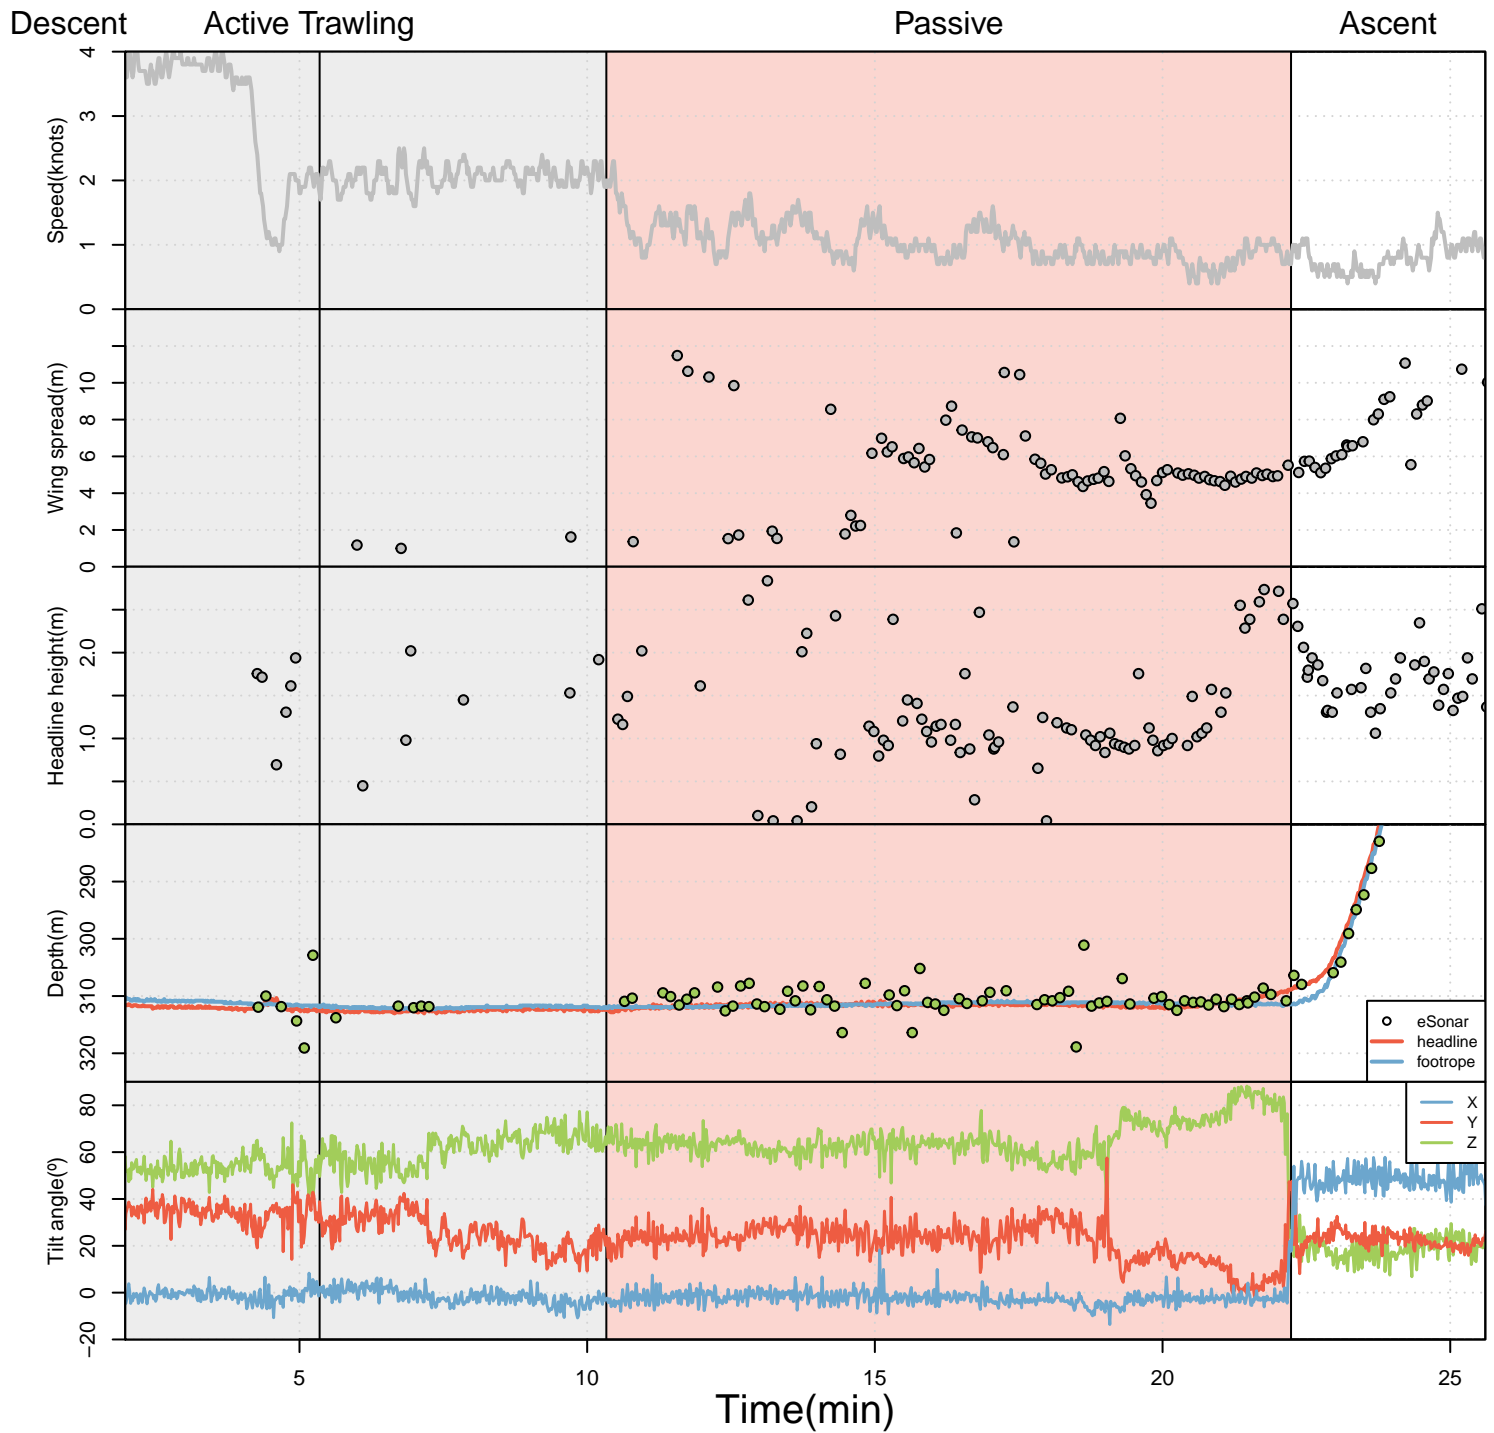 Descent Active Trawling Passive Ascent
Speed(knots)
4
3
2
1
0
Wing spread(m)
10
8
6
4
2
0
Headline height(m)
2.0
1.0
0.0
Depth(m)
290
300
310
320
eSonar
headline
footrope
Tilt angle(º)
80
60
40
20
0
−20
X
Y
Z
5 10 15 20 25
Time(min)